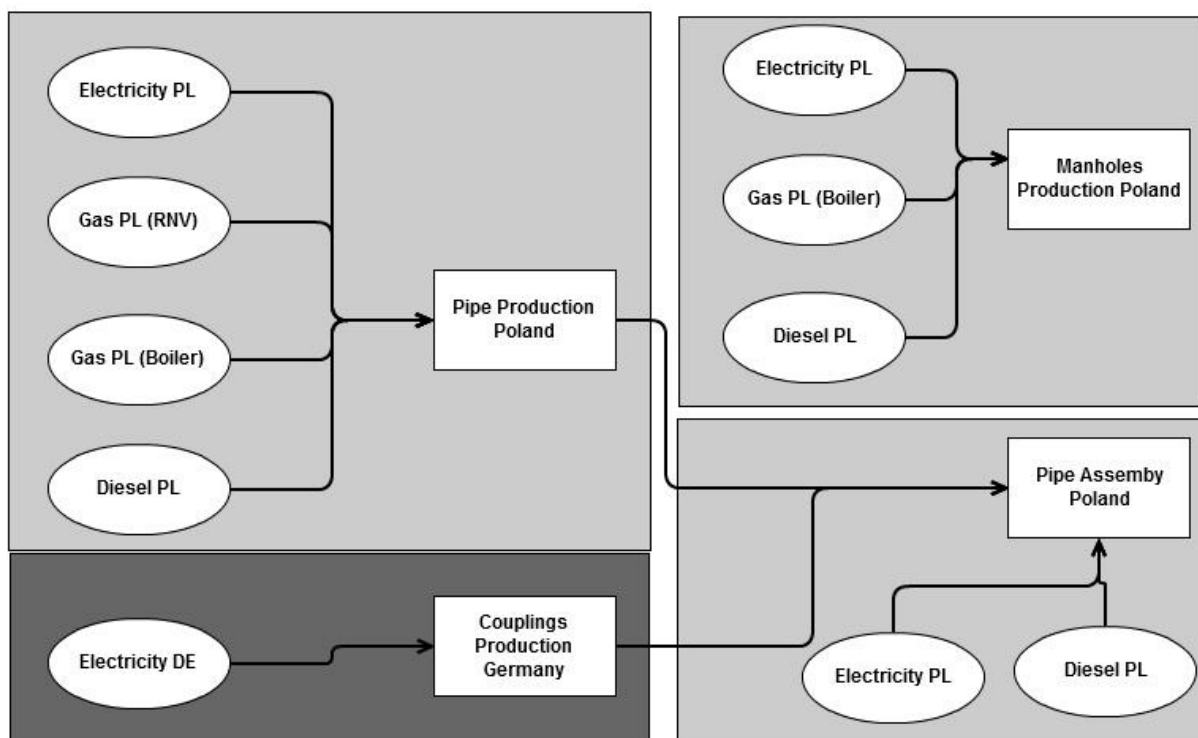 Electricity PL
Gas PL (RNV)
Gas PL (Boiler)
Diesel PL
Pipe Production
Poland
Electricity PL
Gas PL (Boiler)
Diesel PL
Manholes
Production Poland
Electricity DE
Couplings
Production
Germany
Pipe Assemby
Poland
Electricity PL
Diesel PL